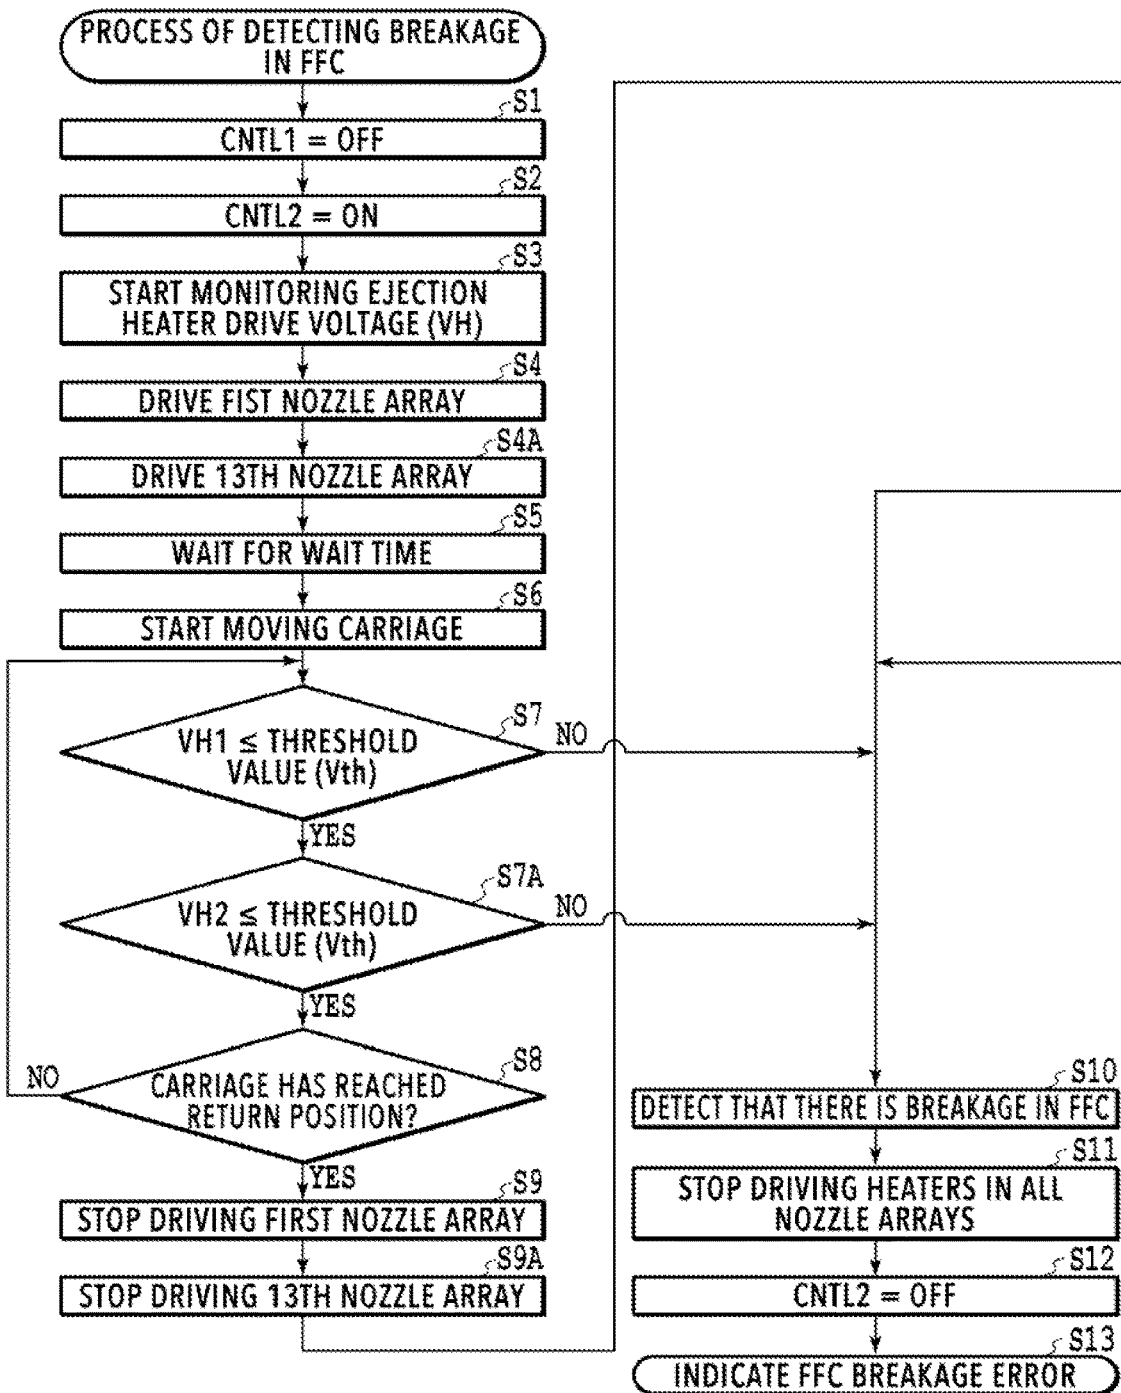 PROCESS OF DETECTING BREAKAGE
IN FFC
S1
CNTL1 = OFF
S2
CNTL2 = ON
S3
START MONITORING EJECTION
HEATER DRIVE VOLTAGE (VH)
S4
DRIVE FIST NOZZLE ARRAY
S4A
DRIVE 13TH NOZZLE ARRAY
S5
WAIT FOR WAIT TIME
S6
START MOVING CARRIAGE
S7
VH1 ≤ THRESHOLD
VALUE (Vth)
NO
YES
S7A
VH2 ≤ THRESHOLD
VALUE (Vth)
NO
YES
S8
CARRIAGE HAS REACHED
RETURN POSITION?
NO
YES
S9
STOP DRIVING FIRST NOZZLE ARRAY
S9A
STOP DRIVING 13TH NOZZLE ARRAY
S10
DETECT THAT THERE IS BREAKAGE IN FFC
S11
STOP DRIVING HEATERS IN ALL
NOZZLE ARRAYS
S12
CNTL2 = OFF
S13
INDICATE FFC BREAKAGE ERROR